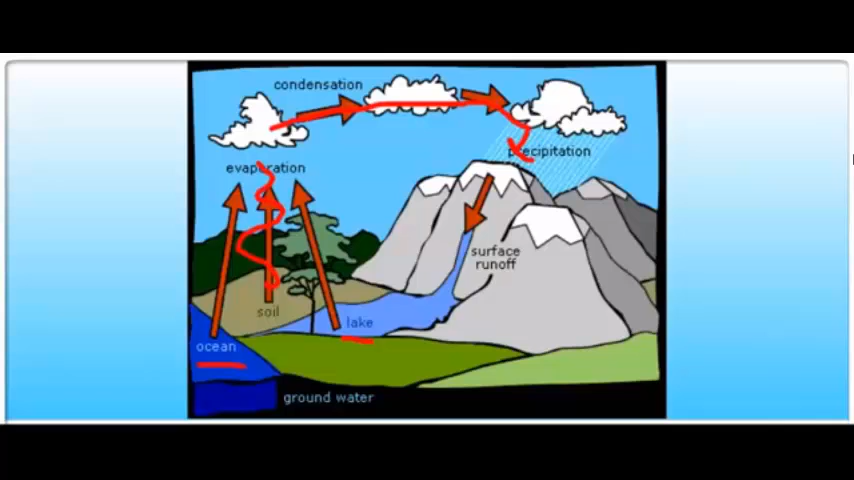 condensation
precipitation
evaporation
surface
runoff
soil
lake
ocean
ground water